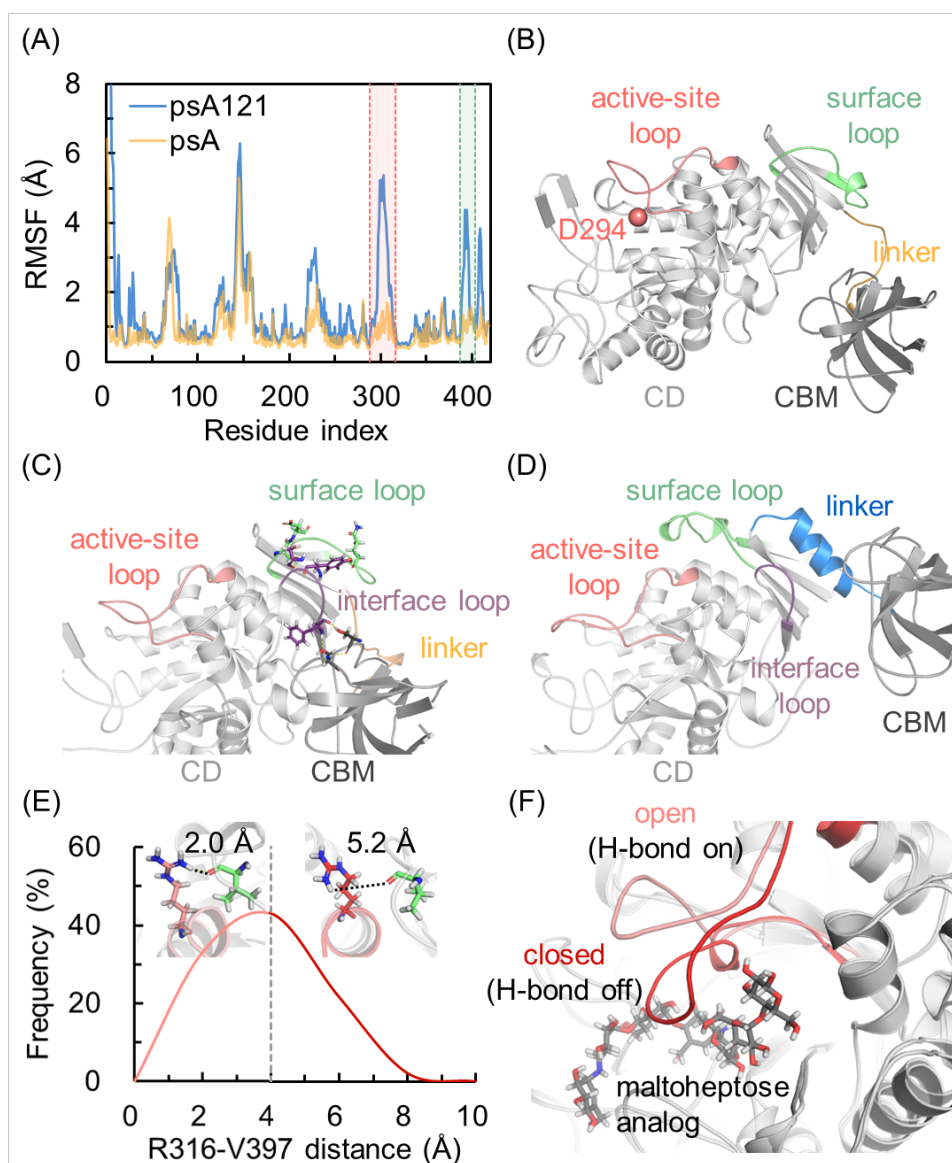 (A)
8
6
4
2
0
RMSF (Å)
psA121
psA
0
100
200
300
400
Residue index
(B)
active-site
loop
surface
loop
D294
linker
CD
CBM
(C)
surface loop
active-site
loop
interface loop
linker
CD
CBM
(D)
surface loop
linker
active-site
loop
interface
loop
CBM
CD
(E)
60
40
20
0
Frequency (%)
2.0 Å
5.2 Å
0
2
4
6
8
10
R316-V397 distance (Å)
(F)
open
(H-bond on)
closed
(H-bond off)
maltoheptose
analog